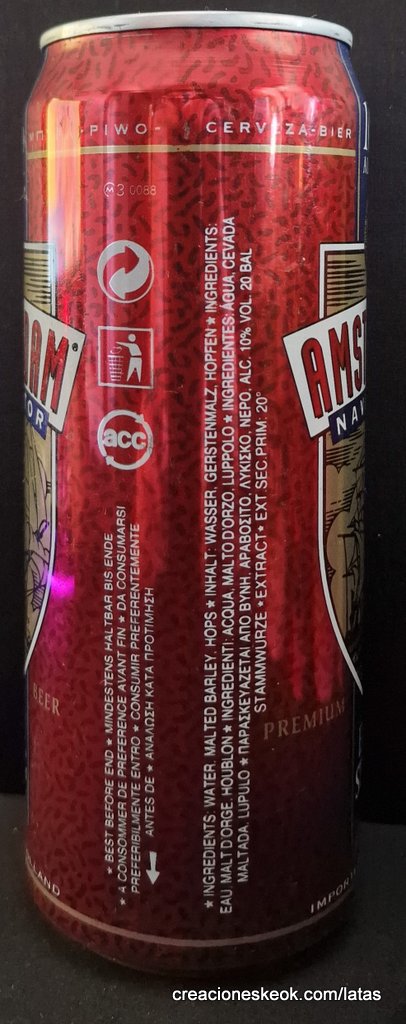 -PIWO-
CERVEZA-BIER
M 3 0088
RAM®
OR
AMST
NAV
acc
★ BEST BEFORE END ★ MINDESTENS HALTBAR BIS ENDE
★ A CONSOMMER DE PREFERENCE AVANT FIN ★ DA CONSUMARSI
PREFERIBILMENTE ENTRO ★ CONSUMIR PREFERENTEMENTE
ANTES DE ★ ΑΝΑΛΩΣΗ ΚΑΤΑ ΠΡΟΤΙΜΗΣΗ
★ INGREDIENTS: WATER, MALTED BARLEY, HOPS ★ INHALT: WASSER, GERSTENMALZ, HOPFEN ★ INGREDIENTS:
EAU, MALT D'ORGE, HOUBLON ★ INGREDIENTI: ACQUA, MALTO D'ORZO, LUPPOLO ★ INGREDIENTES: ÁGUA, CEVADA
MALTADA, LUPULO ★ ΠΑΡΑΣΚΕΥΑΖΕΤΑΙ ΑΠΟ ΒΥΝΗ, ΑΡΑΒΟΣΙΤΟ, ΛΥΚΙΣΚΟ, ΝΕΡΟ, ALC. 10% VOL. 20 BAL
STAMMWURZE ★ EXTRACT ★ EXT SEC. PRIM. 20°
BEER
PREMIUM
LLAND
IMPOR
creacioneskeok.com/latas